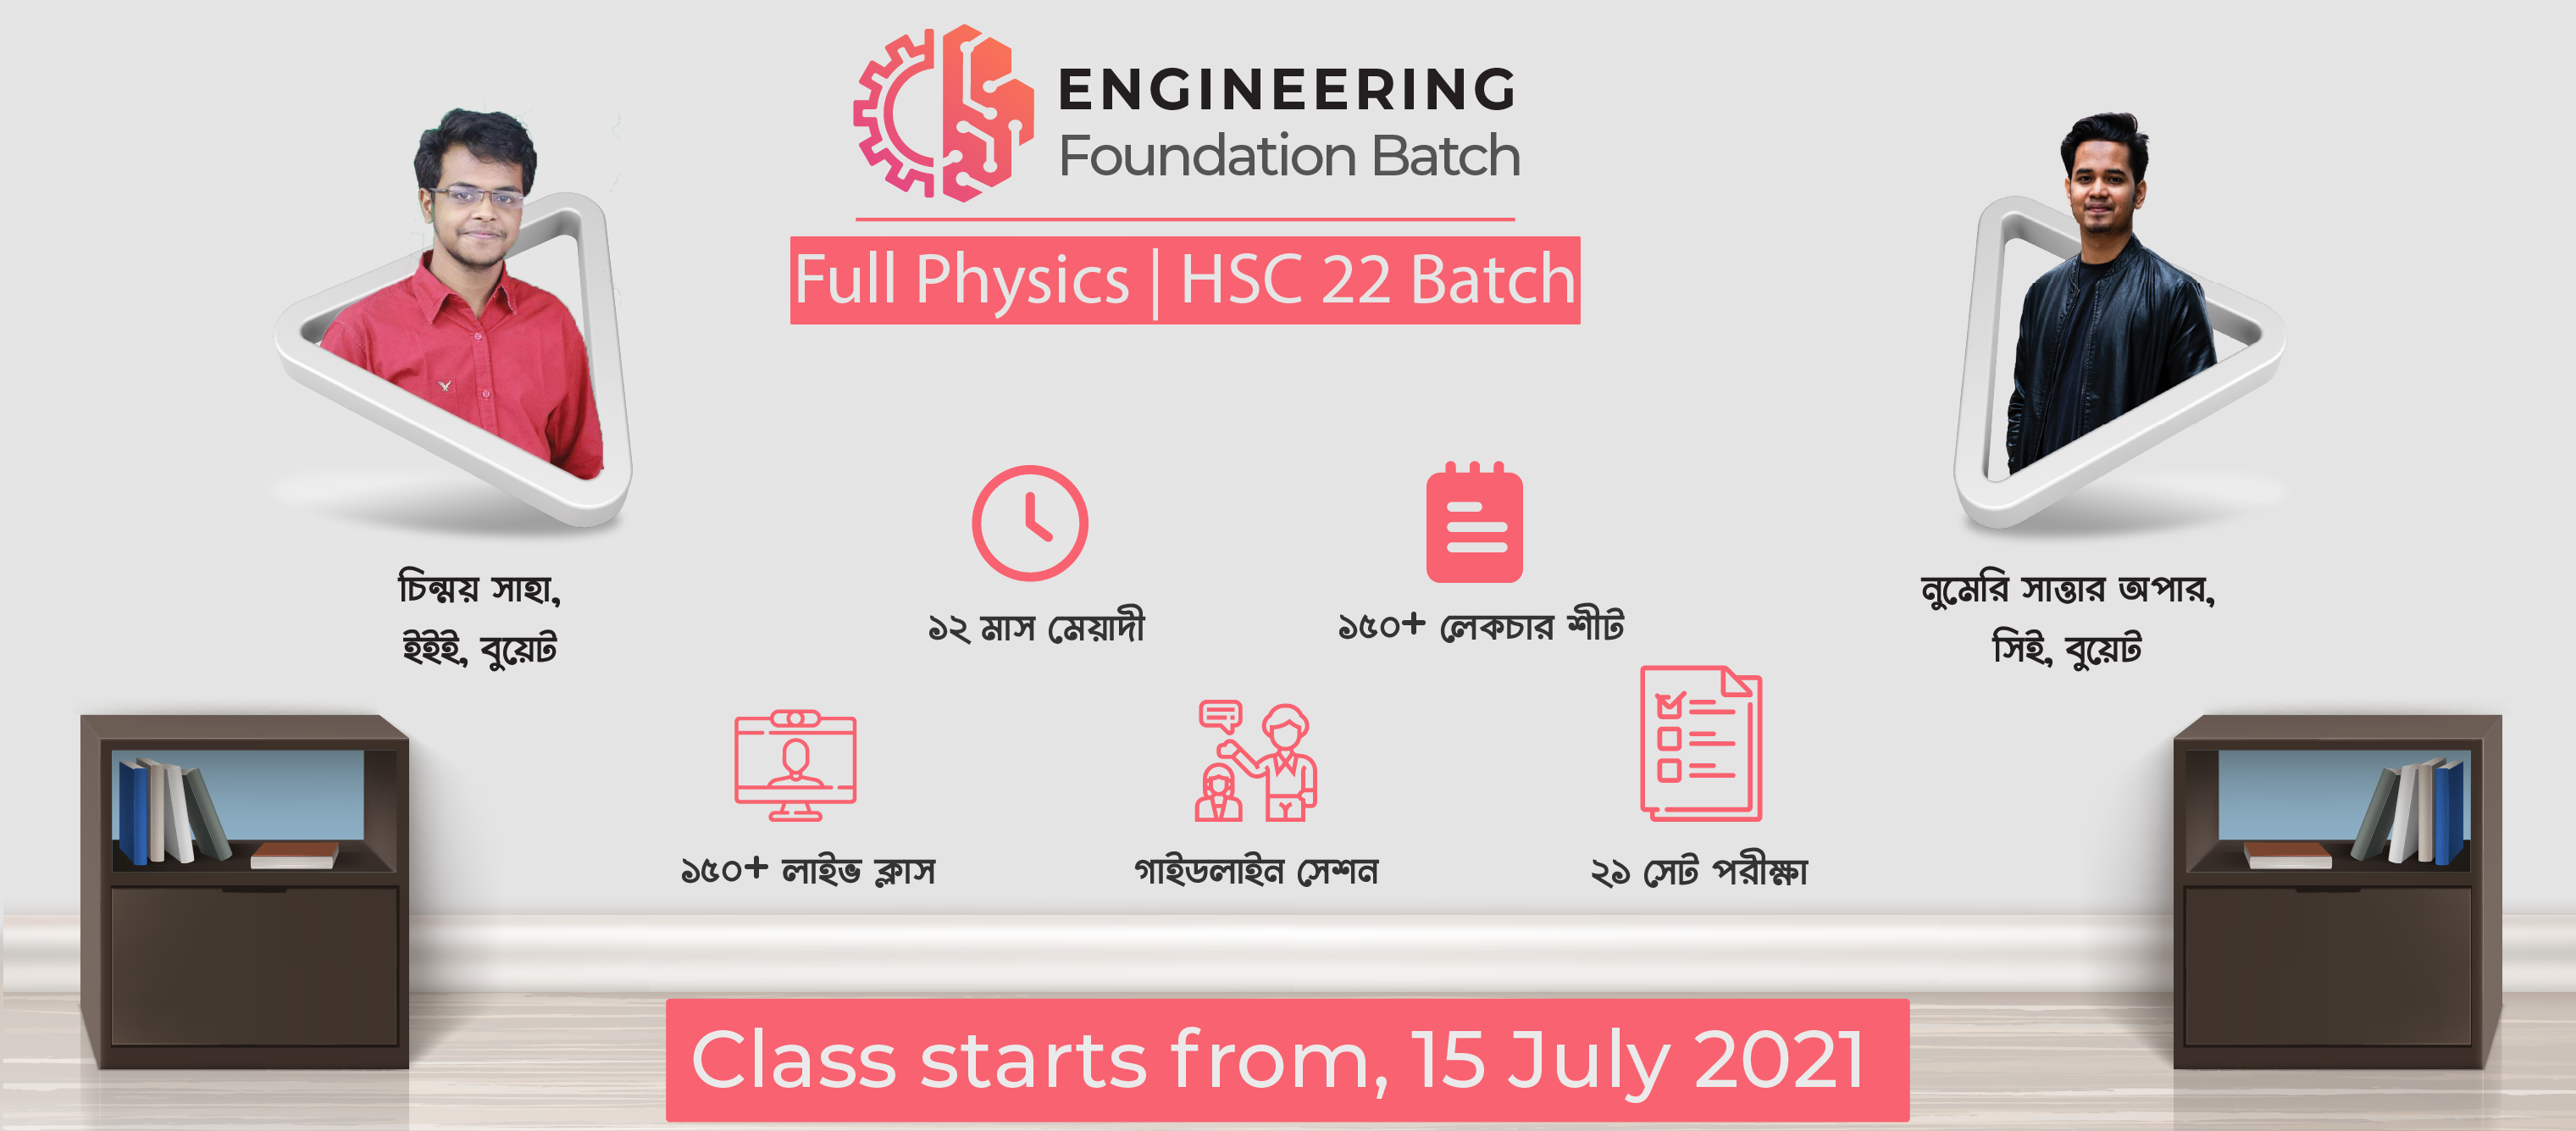 ENGINEERING
Foundation Batch
Full Physics | HSC 22 Batch
চিন্ময় সাহা,
ইইই, বুয়েট
নুমেরি সাত্তার অপার,
সিই, বুয়েট
১২ মাস মেয়াদী
১৫০+ লেকচার শীট
১৫০+ লাইভ ক্লাস
গাইডলাইন সেশন
২১ সেট পরীক্ষা
Class starts from, 15 July 2021